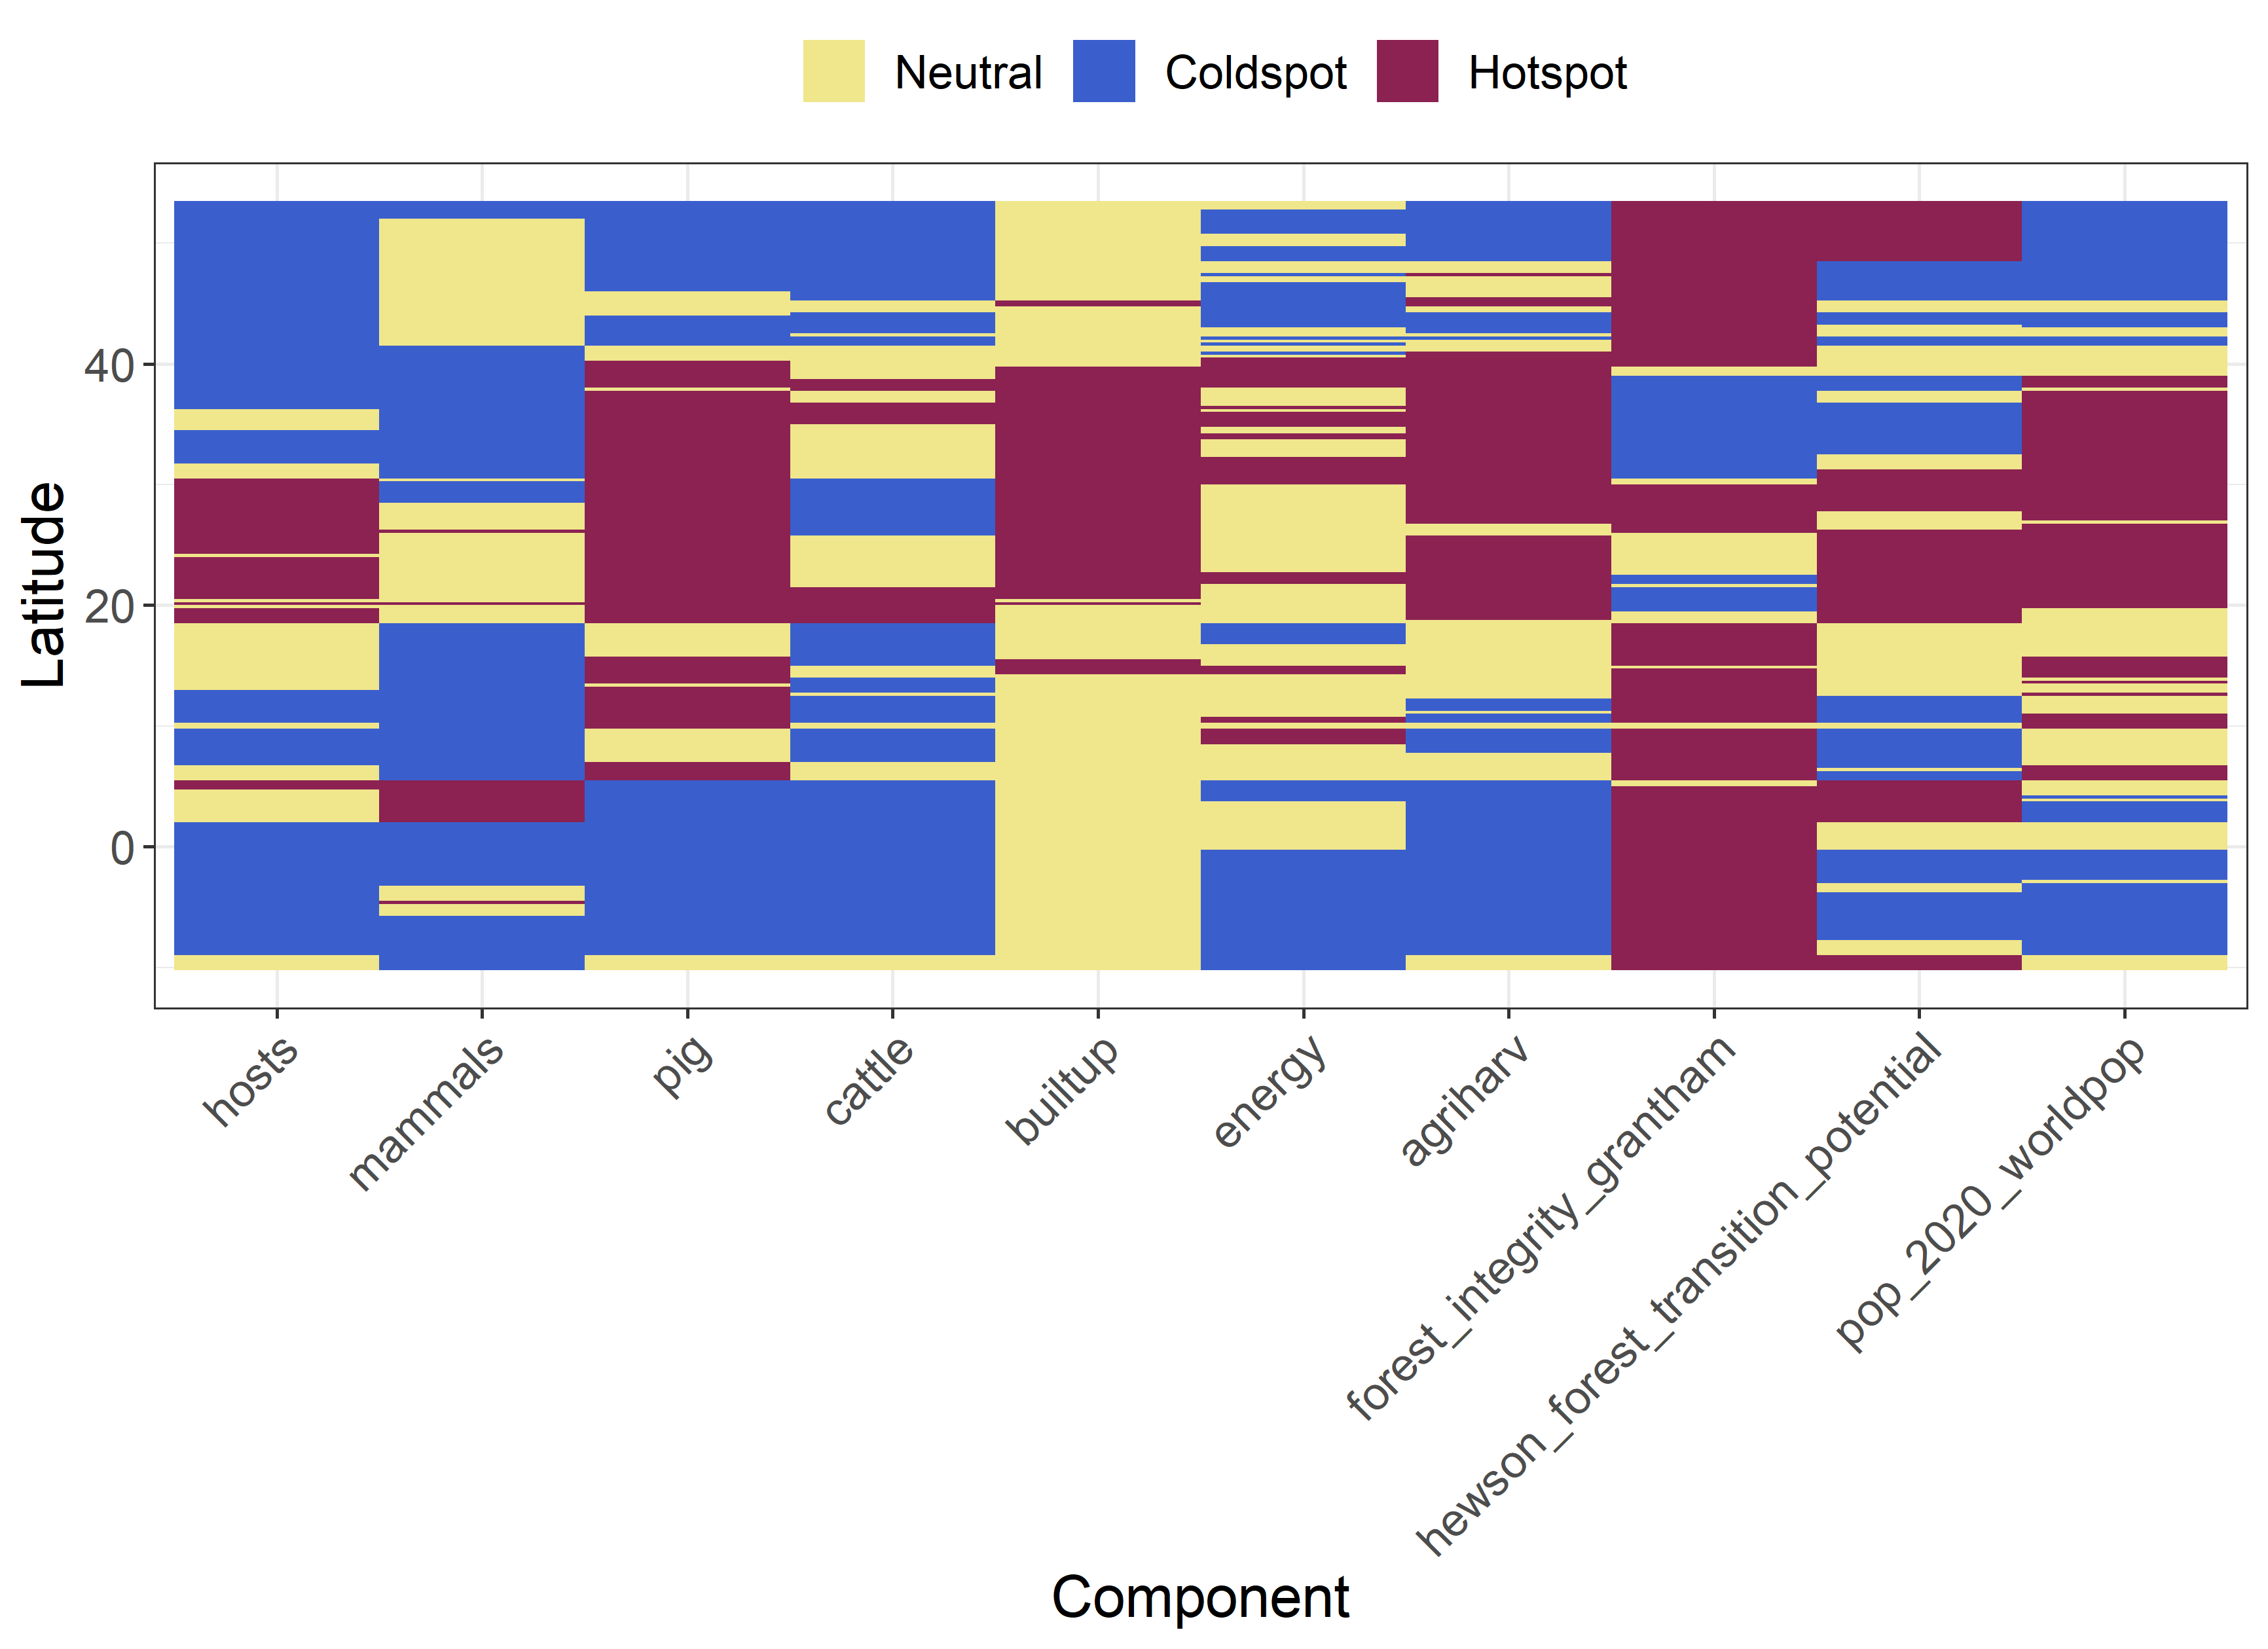 Neutral Coldspot Hotspot
Latitude
40
20
0
hosts
mammals
pig
cattle
builtup
energy
agriharv
forest_integrity_grantham
hewson_forest_transition_potential
pop_2020_worldpop
Component